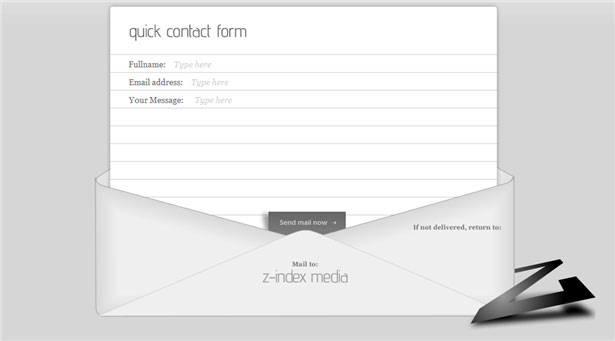 quick contact form
Fullname: Type here
Email address: Type here
Your Message: Type here
Send mail now →
If not delivered, return to:
Mail to:
z-index media